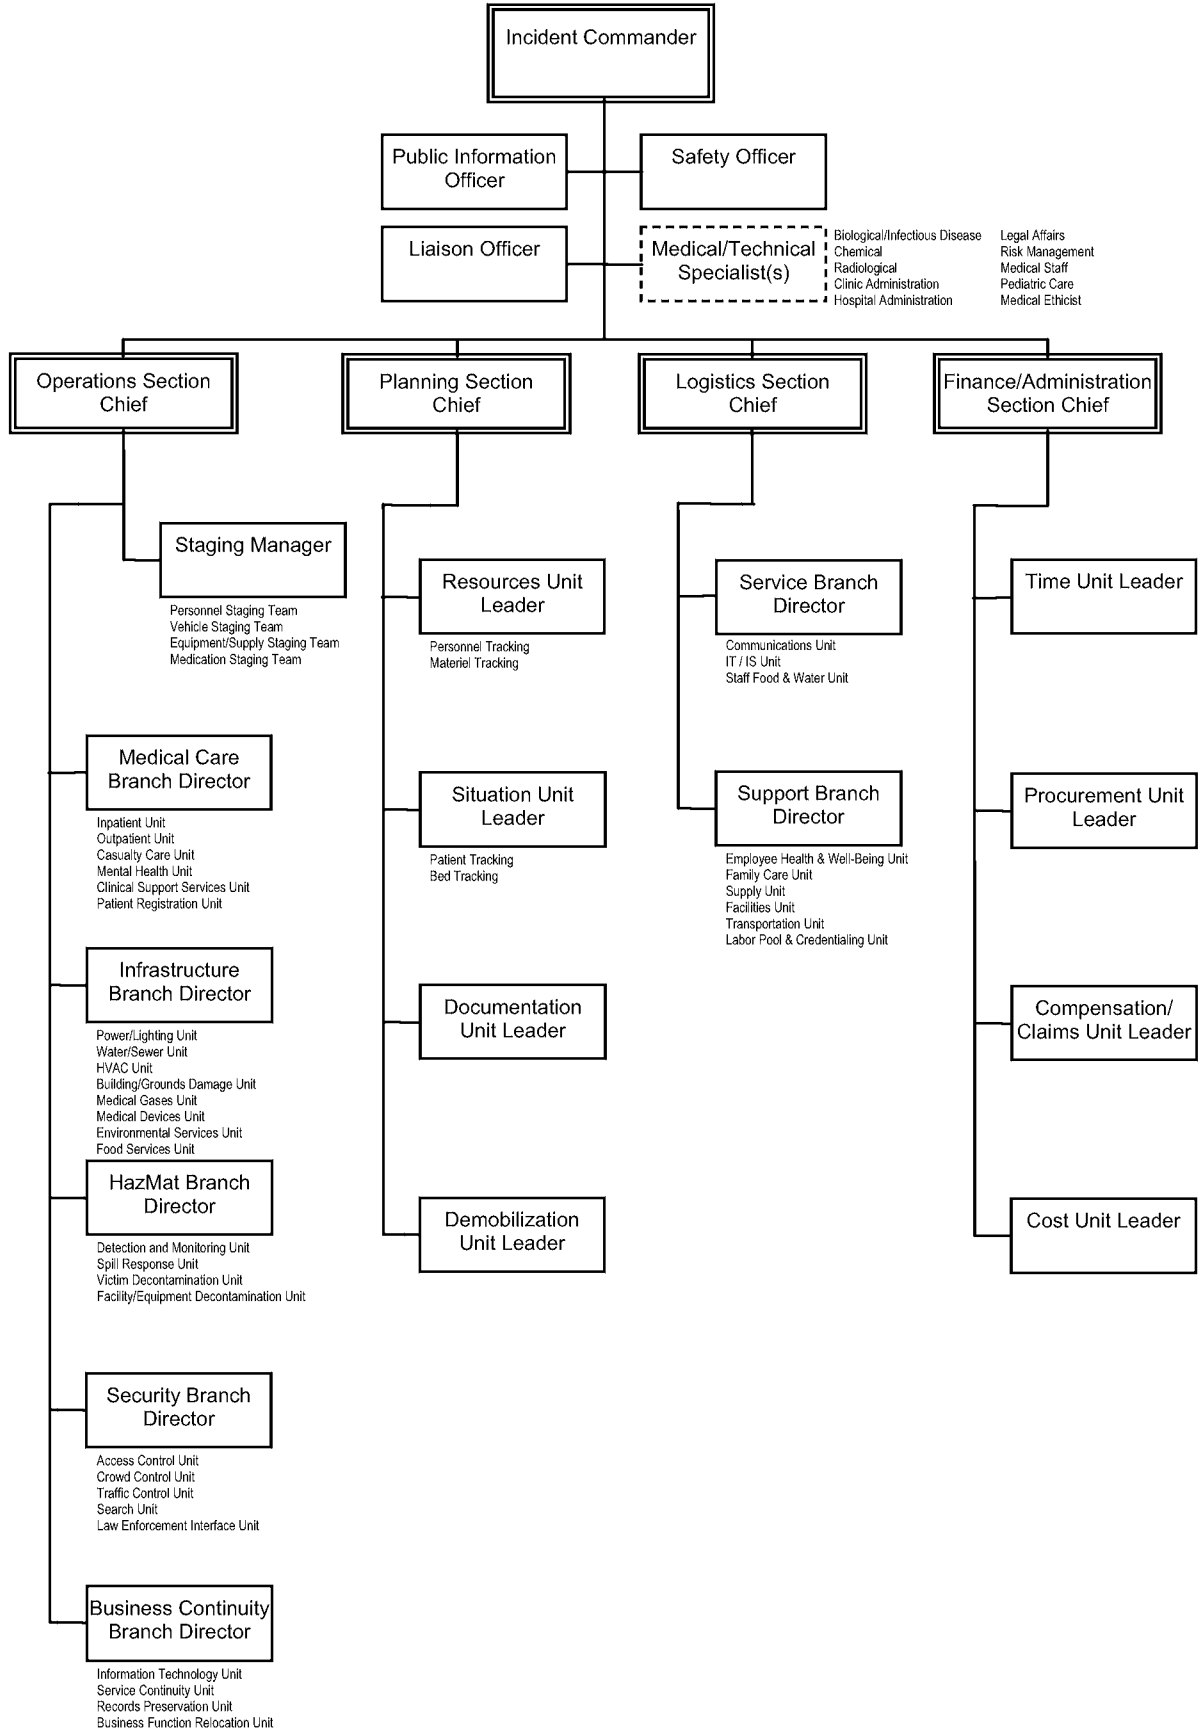 Incident Commander
Public Information
Officer
Safety Officer
Liaison Officer
Medical/Technical
Specialist(s)
Biological/Infectious Disease
Chemical
Radiological
Clinic Administration
Hospital Administration
Legal Affairs
Risk Management
Medical Staff
Pediatric Care
Medical Ethicist
Operations Section
Chief
Staging Manager
Personnel Staging Team
Vehicle Staging Team
Equipment/Supply Staging Team
Medication Staging Team
Medical Care
Branch Director
Inpatient Unit
Outpatient Unit
Casualty Care Unit
Mental Health Unit
Clinical Support Services Unit
Patient Registration Unit
Infrastructure
Branch Director
Power/Lighting Unit
Water/Sewer Unit
HVAC Unit
Building/Grounds Damage Unit
Medical Gases Unit
Medical Devices Unit
Environmental Services Unit
Food Services Unit
HazMat Branch
Director
Detection and Monitoring Unit
Spill Response Unit
Victim Decontamination Unit
Facility/Equipment Decontamination Unit
Security Branch
Director
Access Control Unit
Crowd Control Unit
Traffic Control Unit
Search Unit
Law Enforcement Interface Unit
Business Continuity
Branch Director
Information Technology Unit
Service Continuity Unit
Records Preservation Unit
Business Function Relocation Unit
Planning Section
Chief
Resources Unit
Leader
Personnel Tracking
Materiel Tracking
Situation Unit
Leader
Patient Tracking
Bed Tracking
Documentation
Unit Leader
Demobilization
Unit Leader
Logistics Section
Chief
Service Branch
Director
Communications Unit
IT / IS Unit
Staff Food & Water Unit
Support Branch
Director
Employee Health & Well-Being Unit
Family Care Unit
Supply Unit
Facilities Unit
Transportation Unit
Labor Pool & Credentialing Unit
Finance/Administration
Section Chief
Time Unit Leader
Procurement Unit
Leader
Compensation/
Claims Unit Leader
Cost Unit Leader